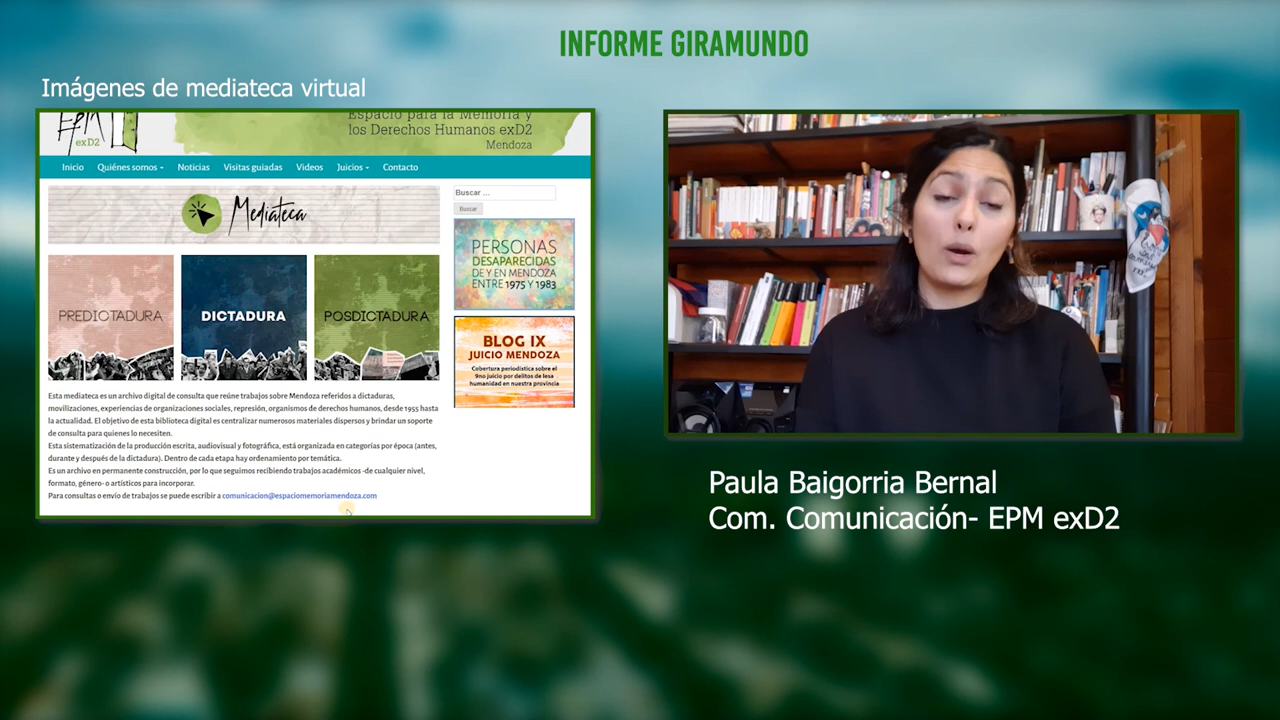 INFORME GIRAMUNDO
Imágenes de mediateca virtual
EPM
exD2
Espacio para la Memoria y
los Derechos Humanos exD2
Mendoza
Inicio Quiénes somos Noticias Visitas guiadas Videos Juicios Contacto
Mediateca
PREDICTADURA
DICTADURA
POSDICTADURA
Esta mediateca es un archivo digital de consulta que reúne trabajos sobre Mendoza referidos a dictaduras,
movilizaciones, experiencias de organizaciones sociales, represión, organismos de derechos humanos, desde 1955 hasta
la actualidad. El objetivo de esta biblioteca digital es centralizar numerosos materiales dispersos y brindar un soporte
de consulta para quienes lo necesiten.
Esta sistematización de la producción escrita, audiovisual y fotográfica, está organizada en categorías por época (antes,
durante y después de la dictadura). Dentro de cada etapa hay ordenamiento por temática.
Es un archivo en permanente construcción, por lo que seguimos recibiendo trabajos académicos -de cualquier nivel,
formato, género- o artísticos para incorporar.
Para consultas o envío de trabajos se puede escribir a comunicacion@espaciomemoriamendoza.com
Buscar ...
Buscar
PERSONAS
DESAPARECIDAS
DE Y EN MENDOZA
ENTRE 1975 Y 1983
BLOG IX
JUICIO MENDOZA
Cobertura periodística sobre el
9no juicio por delitos de lesa
humanidad en nuestra provincia
Paula Baigorria Bernal
Com. Comunicación- EPM exD2